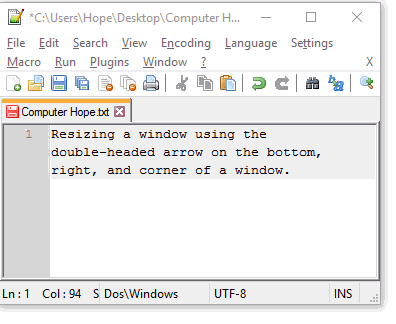 *C:\Users\Hope\Desktop\Computer H...
File Edit Search View Encoding Language Settings
Macro Run Plugins Window ? X
Computer Hope.txt
1 Resizing a window using the
double-headed arrow on the bottom,
right, and corner of a window.
Ln : 1 Col : 94 S Dos\Windows UTF-8 INS